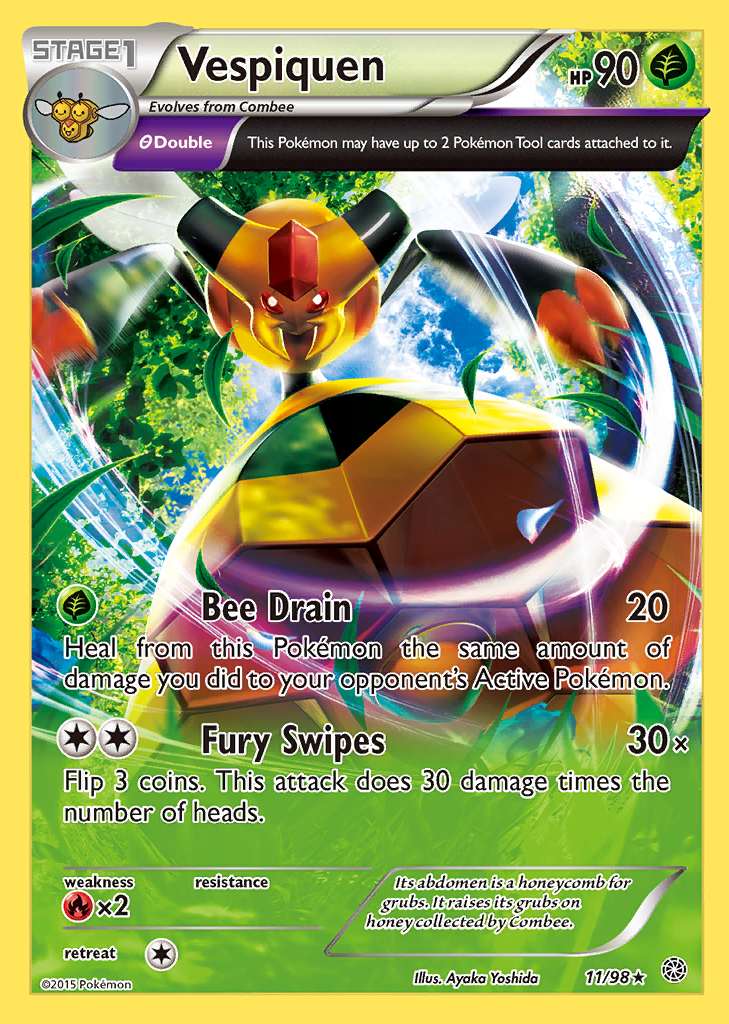 STAGE1
Vespiquen
HP90
Evolves from Combee
θDouble
This Pokémon may have up to 2 Pokémon Tool cards attached to it.
Bee Drain 20
Heal from this Pokémon the same amount of
damage you did to your opponent's Active Pokémon.
Fury Swipes 30×
Flip 3 coins. This attack does 30 damage times the
number of heads.
weakness resistance
×2
Its abdomen is a honeycomb for
grubs. It raises its grubs on
honey collected by Combee.
retreat
©2015 Pokémon
Illus. Ayaka Yoshida
11/98★